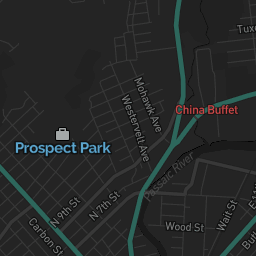 Tuxe
Mohawk Ave
China Buffet
Westervelt Ave
Prospect Park
Passaic River
N 9th St
N 7th St
Carbon St
Wood St
Wait St